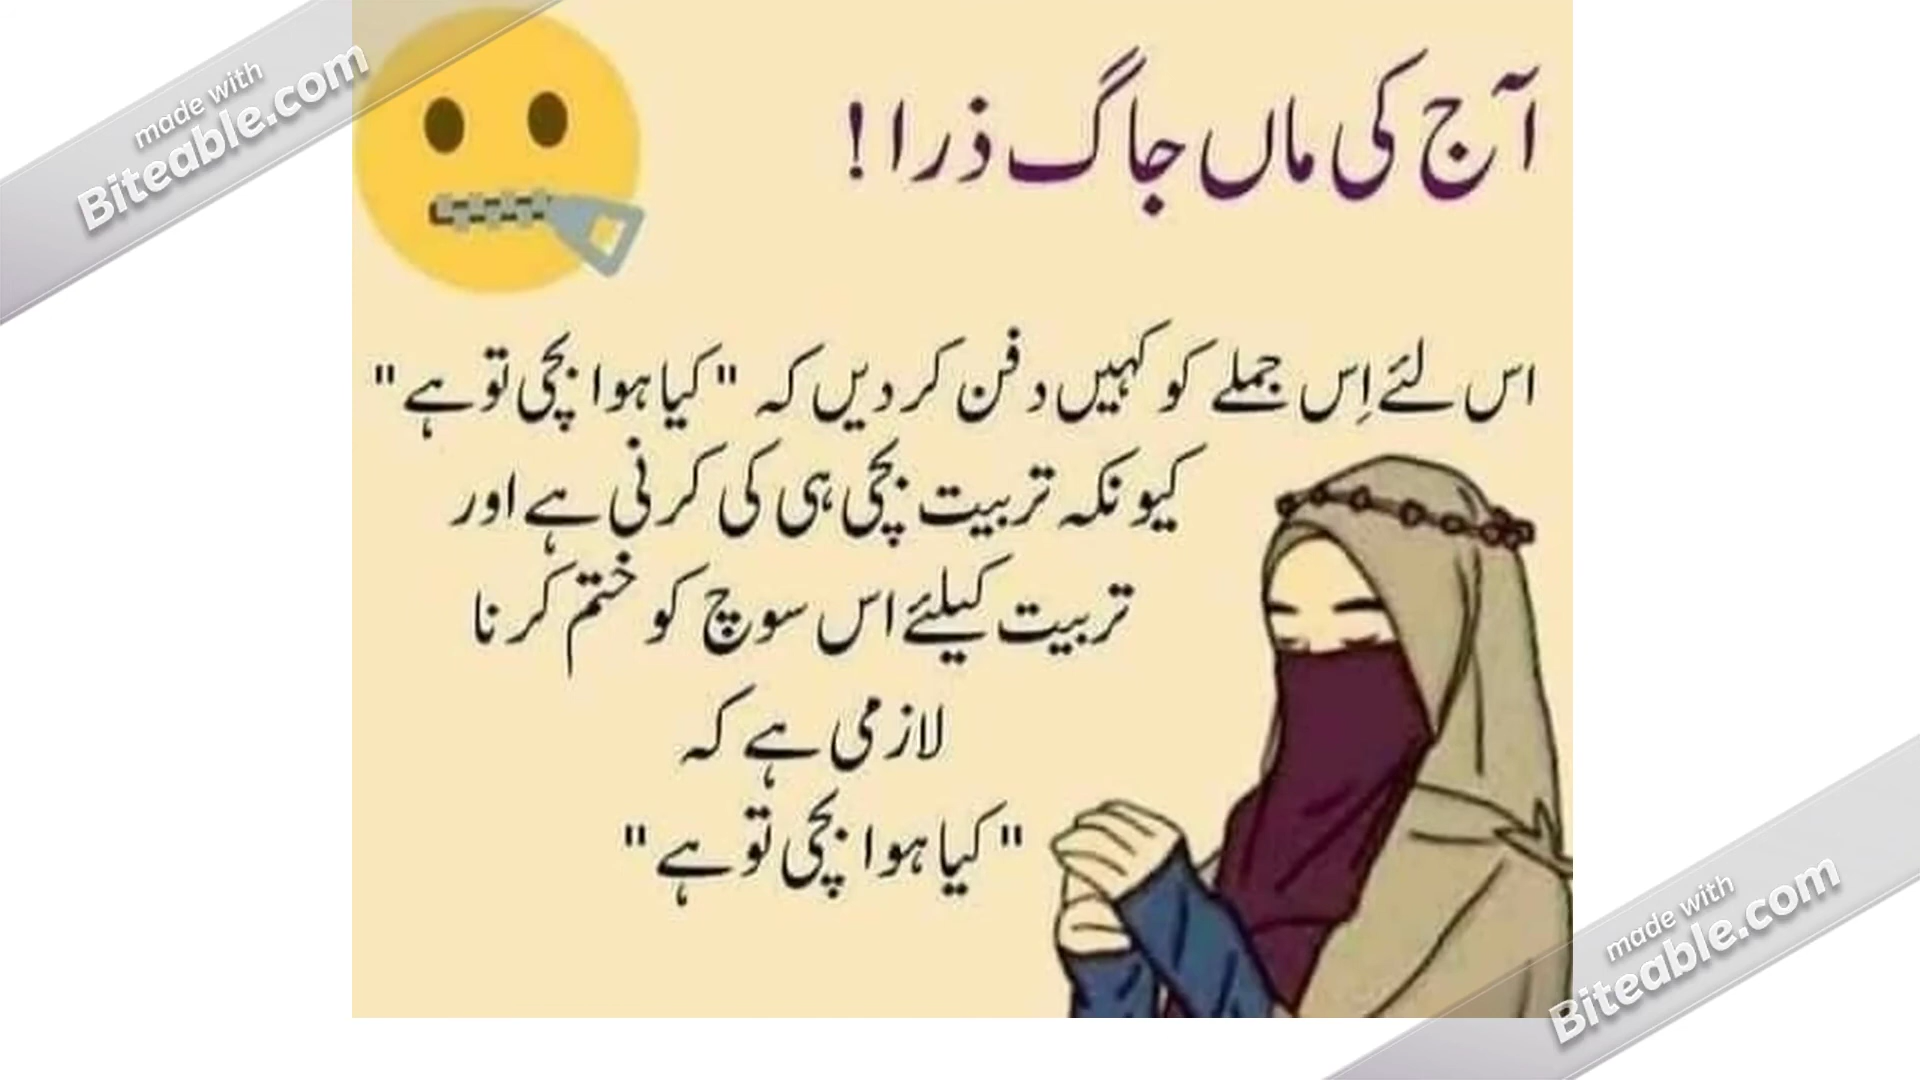 made with
Biteable.com
آج کی ماں جاگ ذرا!
اس لئے اِس جملے کو کہیں دفن کر دیں کہ "کیا ہوا بچی تو ہے"
کیونکہ تربیت بچی ہی کی کرنی ہے اور
تربیت کیلئے اس سوچ کو ختم کرنا
لازمی ہے کہ
"کیا ہوا بچی تو ہے"
made with
Biteable.com